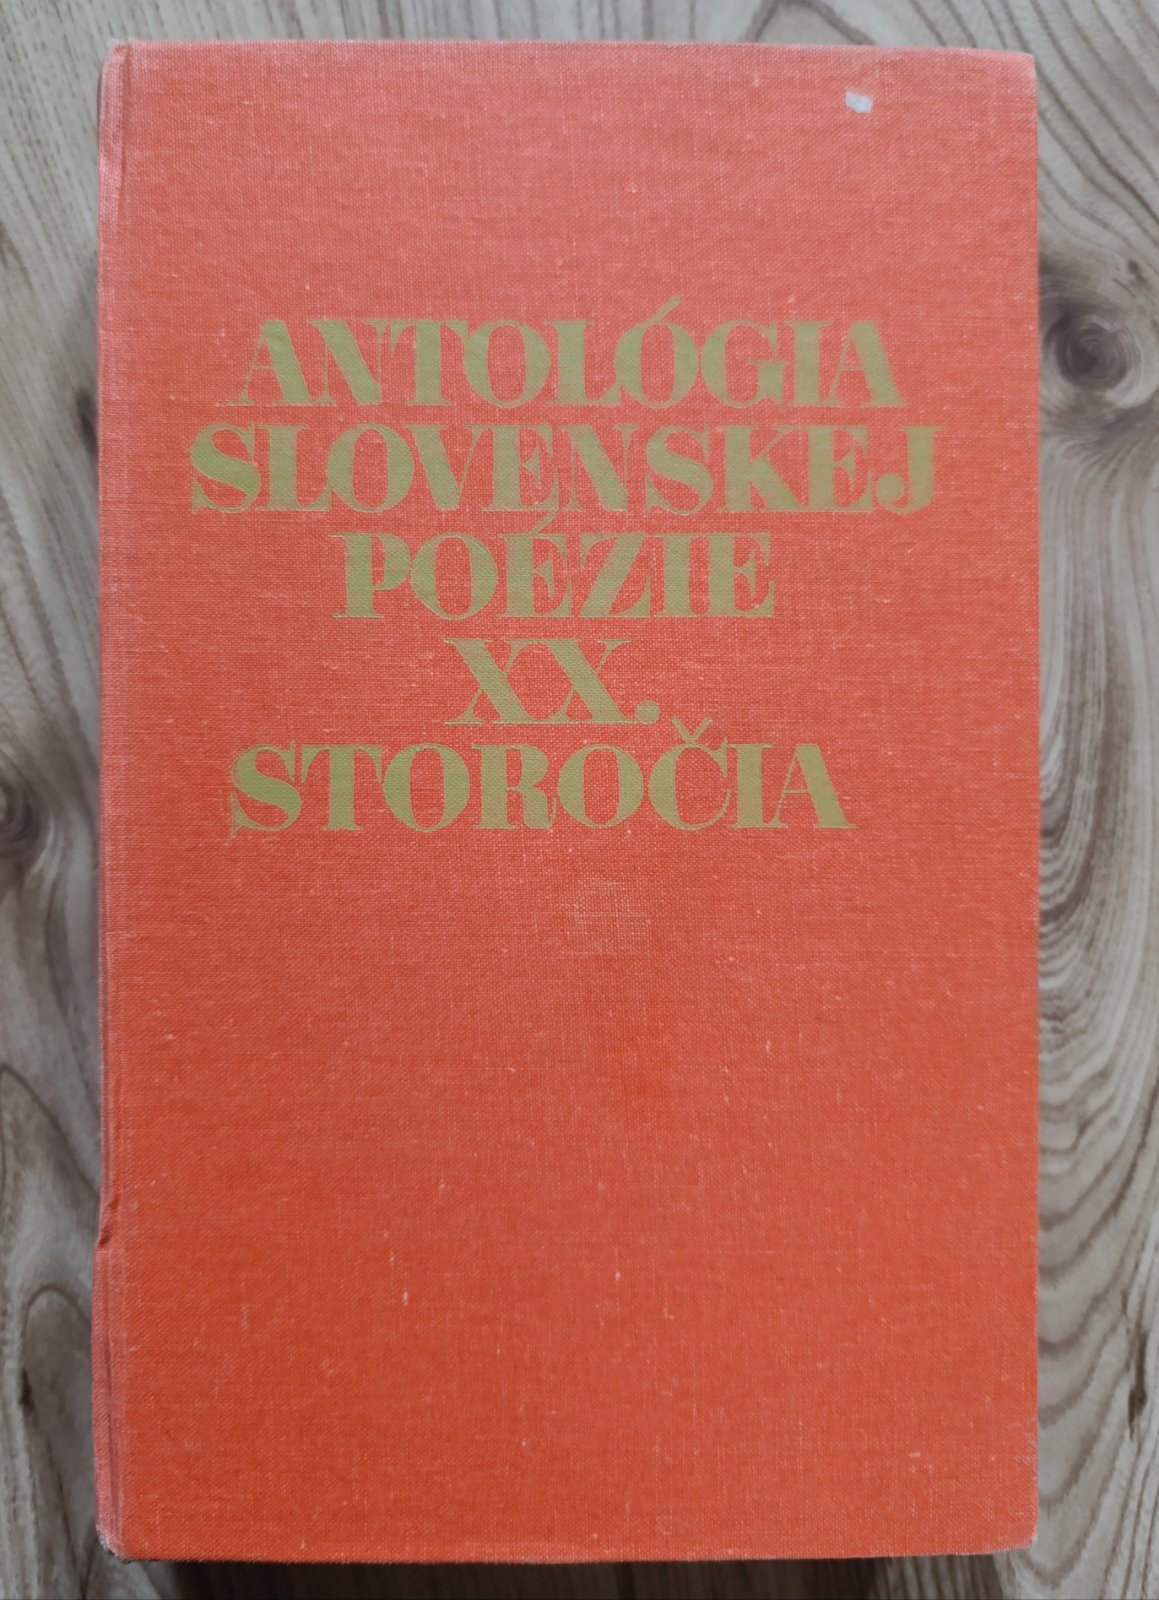 ANTOLÓGIA
SLOVENSKEJ
POÉZIE
XX.
STOROČIA